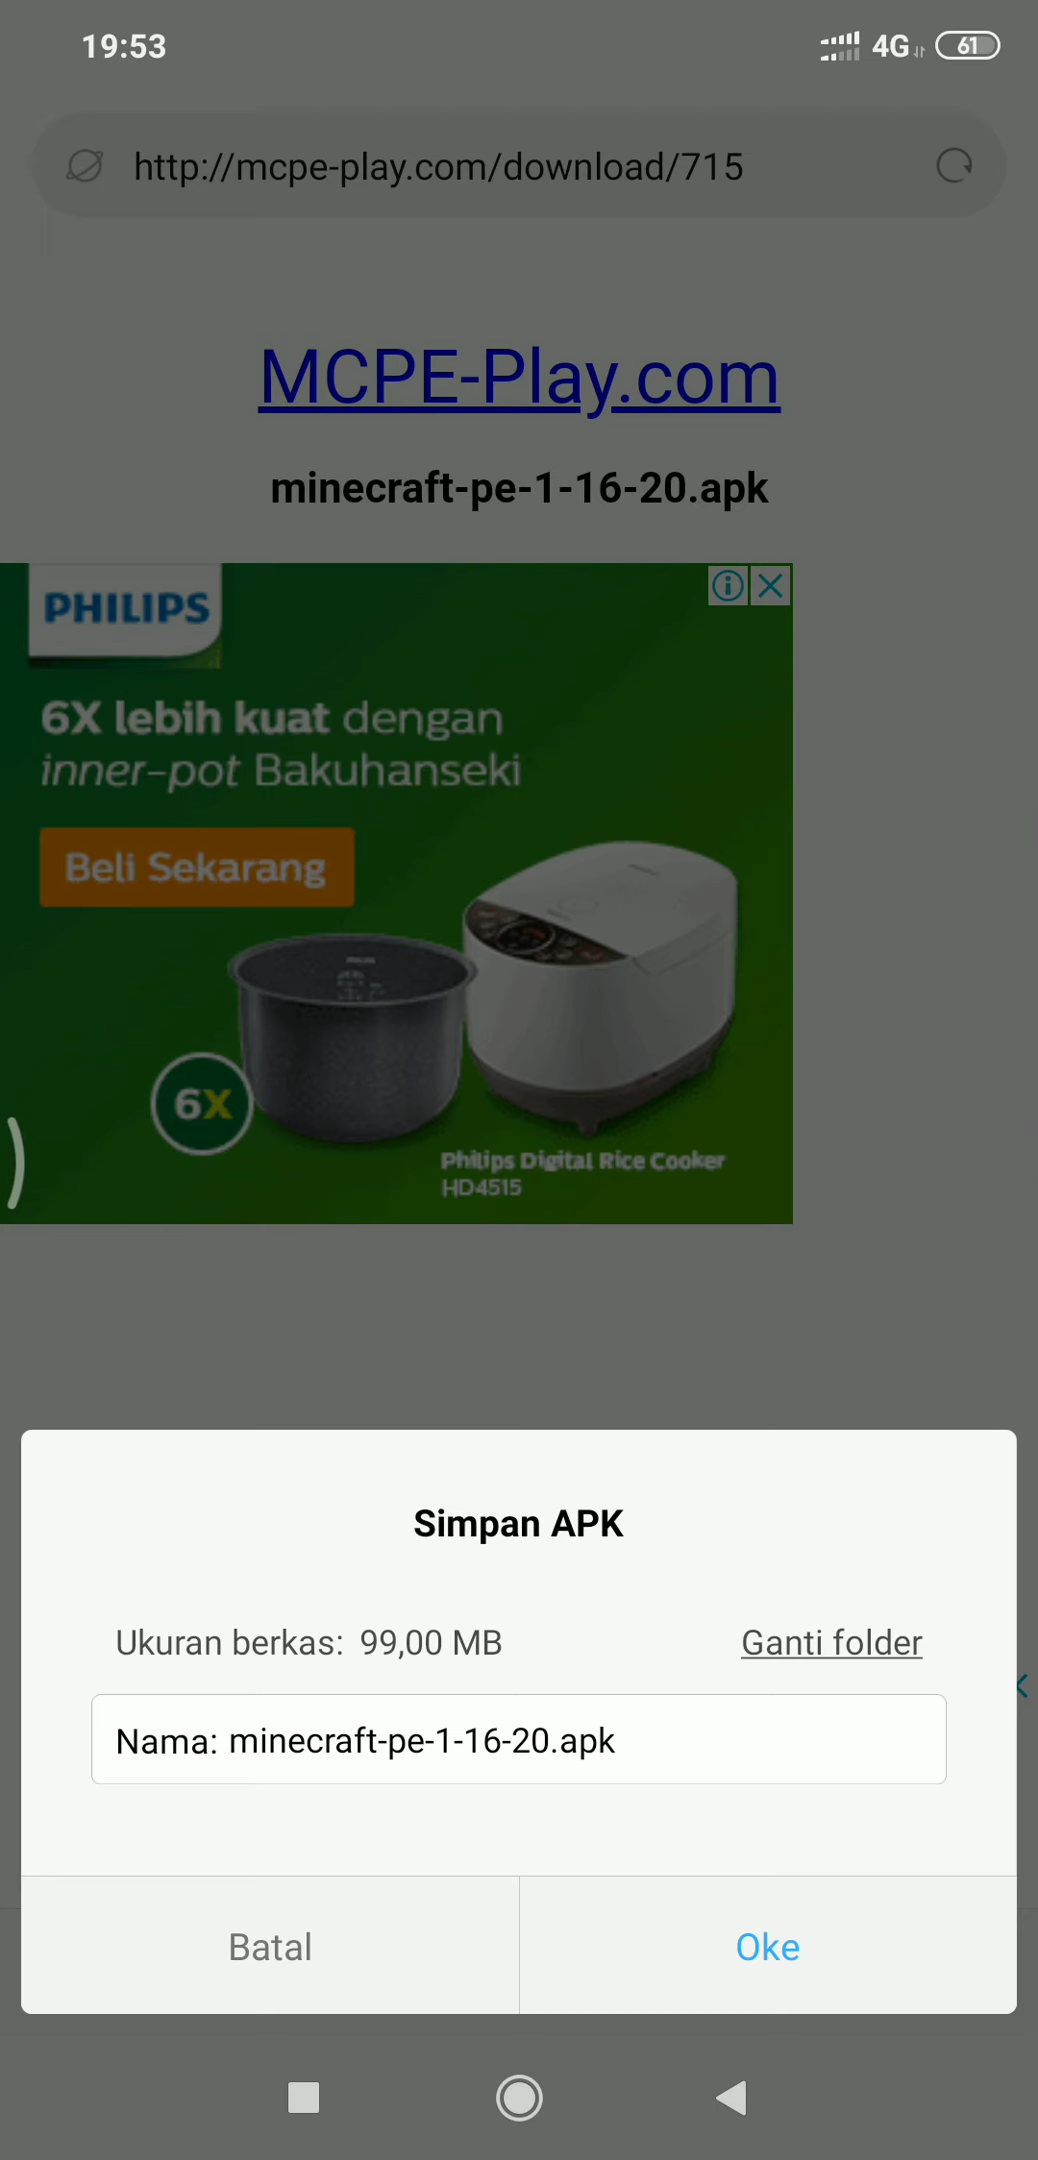 19:53
4G
61
http://mcpe-play.com/download/715
MCPE-Play.com
minecraft-pe-1-16-20.apk
PHILIPS
6X lebih kuat dengan
inner-pot Bakuhanseki
Beli Sekarang
6X
Philips Digital Rice Cooker
HD4515
Simpan APK
Ukuran berkas: 99,00 MB
Ganti folder
Nama: minecraft-pe-1-16-20.apk
Batal
Oke